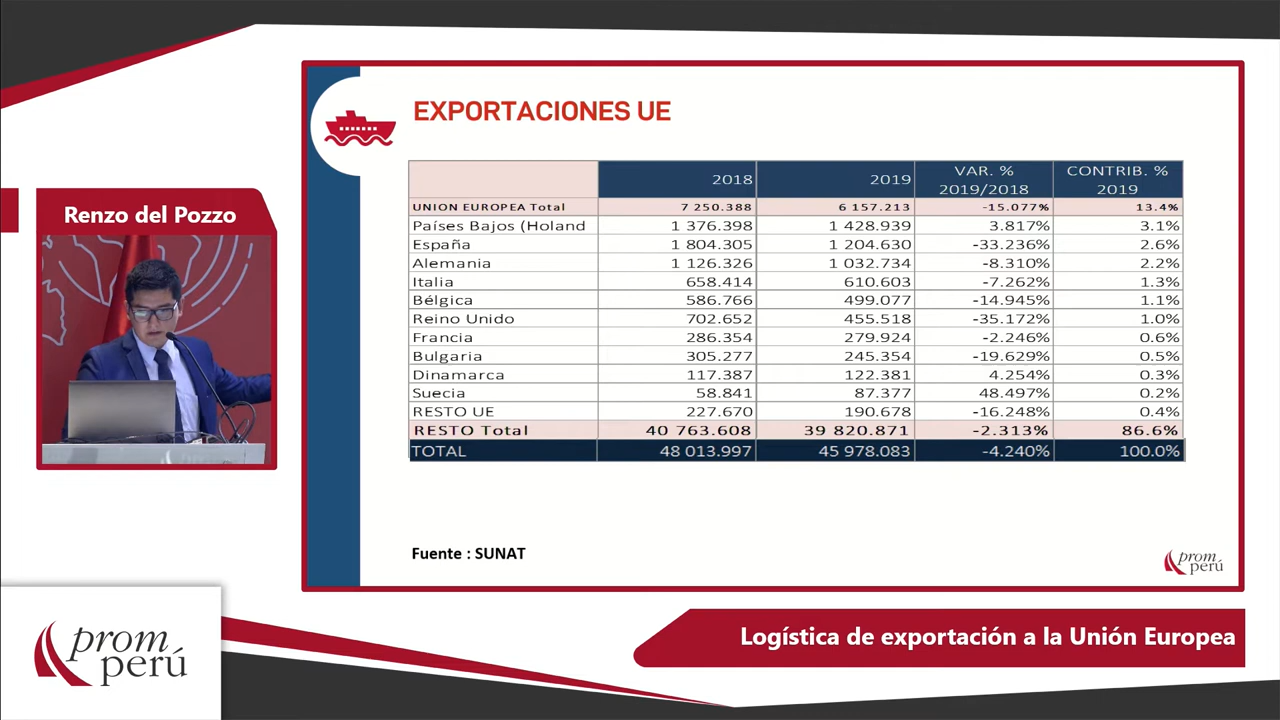 Renzo del Pozzo
EXPORTACIONES UE
2018 2019 VAR. % 2019/2018 CONTRIB. % 2019
UNION EUROPEA Total 7 250.388 6 157.213 -15.077% 13.4%
Países Bajos (Holand 1 376.398 1 428.939 3.817% 3.1%
España 1 804.305 1 204.630 -33.236% 2.6%
Alemania 1 126.326 1 032.734 -8.310% 2.2%
Italia 658.414 610.603 -7.262% 1.3%
Bélgica 586.766 499.077 -14.945% 1.1%
Reino Unido 702.652 455.518 -35.172% 1.0%
Francia 286.354 279.924 -2.246% 0.6%
Bulgaria 305.277 245.354 -19.629% 0.5%
Dinamarca 117.387 122.381 4.254% 0.3%
Suecia 58.841 87.377 48.497% 0.2%
RESTO UE 227.670 190.678 -16.248% 0.4%
RESTO Total 40 763.608 39 820.871 -2.313% 86.6%
TOTAL 48 013.997 45 978.083 -4.240% 100.0%
Fuente : SUNAT
prom
perú
prom
perú
Logística de exportación a la Unión Europea